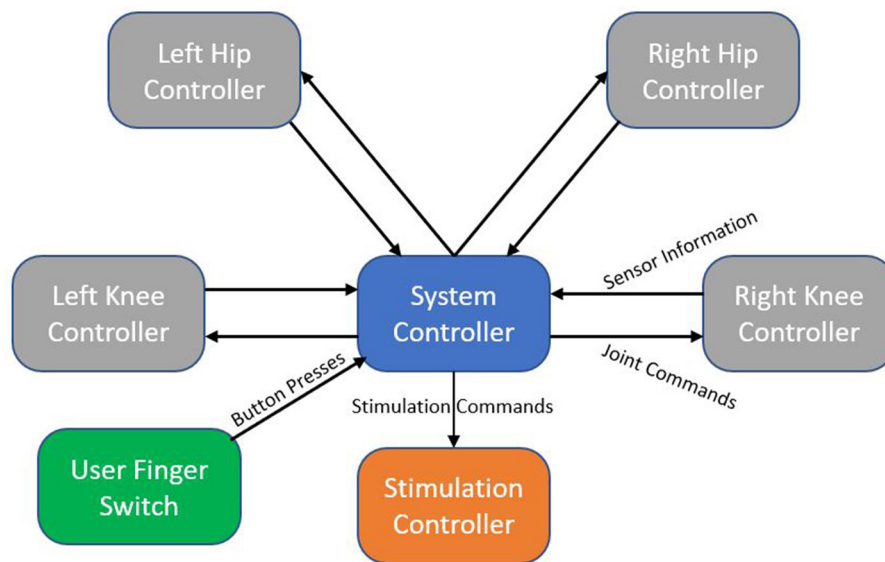 Left Hip
Controller
Right Hip
Controller
Sensor Information
Left Knee
Controller
System
Controller
Right Knee
Controller
Button Presses
Joint Commands
Stimulation Commands
User Finger
Switch
Stimulation
Controller